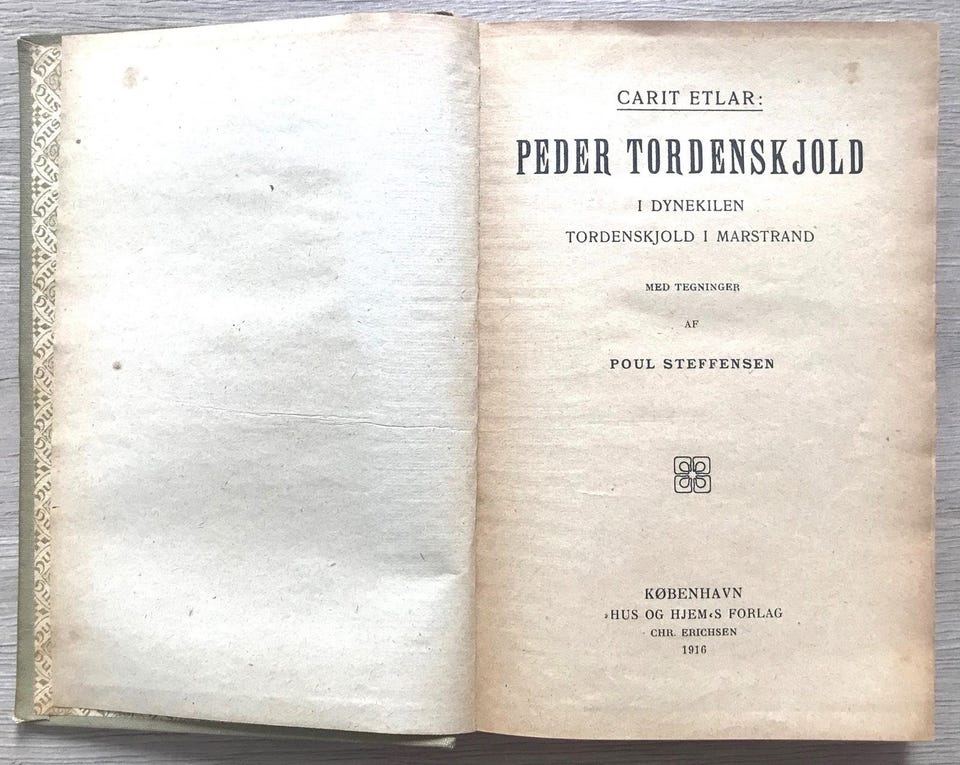 CARIT ETLAR:
PEDER TORDENSKJOLD
I DYNEKILEN
TORDENSKJOLD I MARSTRAND
MED TEGNINGER
AF
POUL STEFFENSEN
KØBENHAVN
›HUS OG HJEM‹S FORLAG
CHR. ERICHSEN
1916